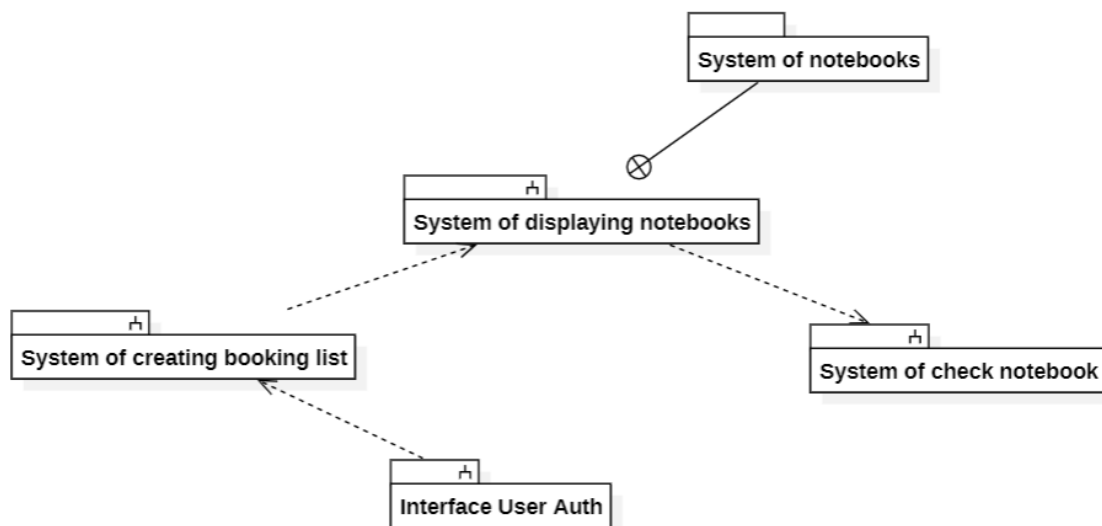 System of notebooks
System of displaying notebooks
System of creating booking list
System of check notebook
Interface User Auth